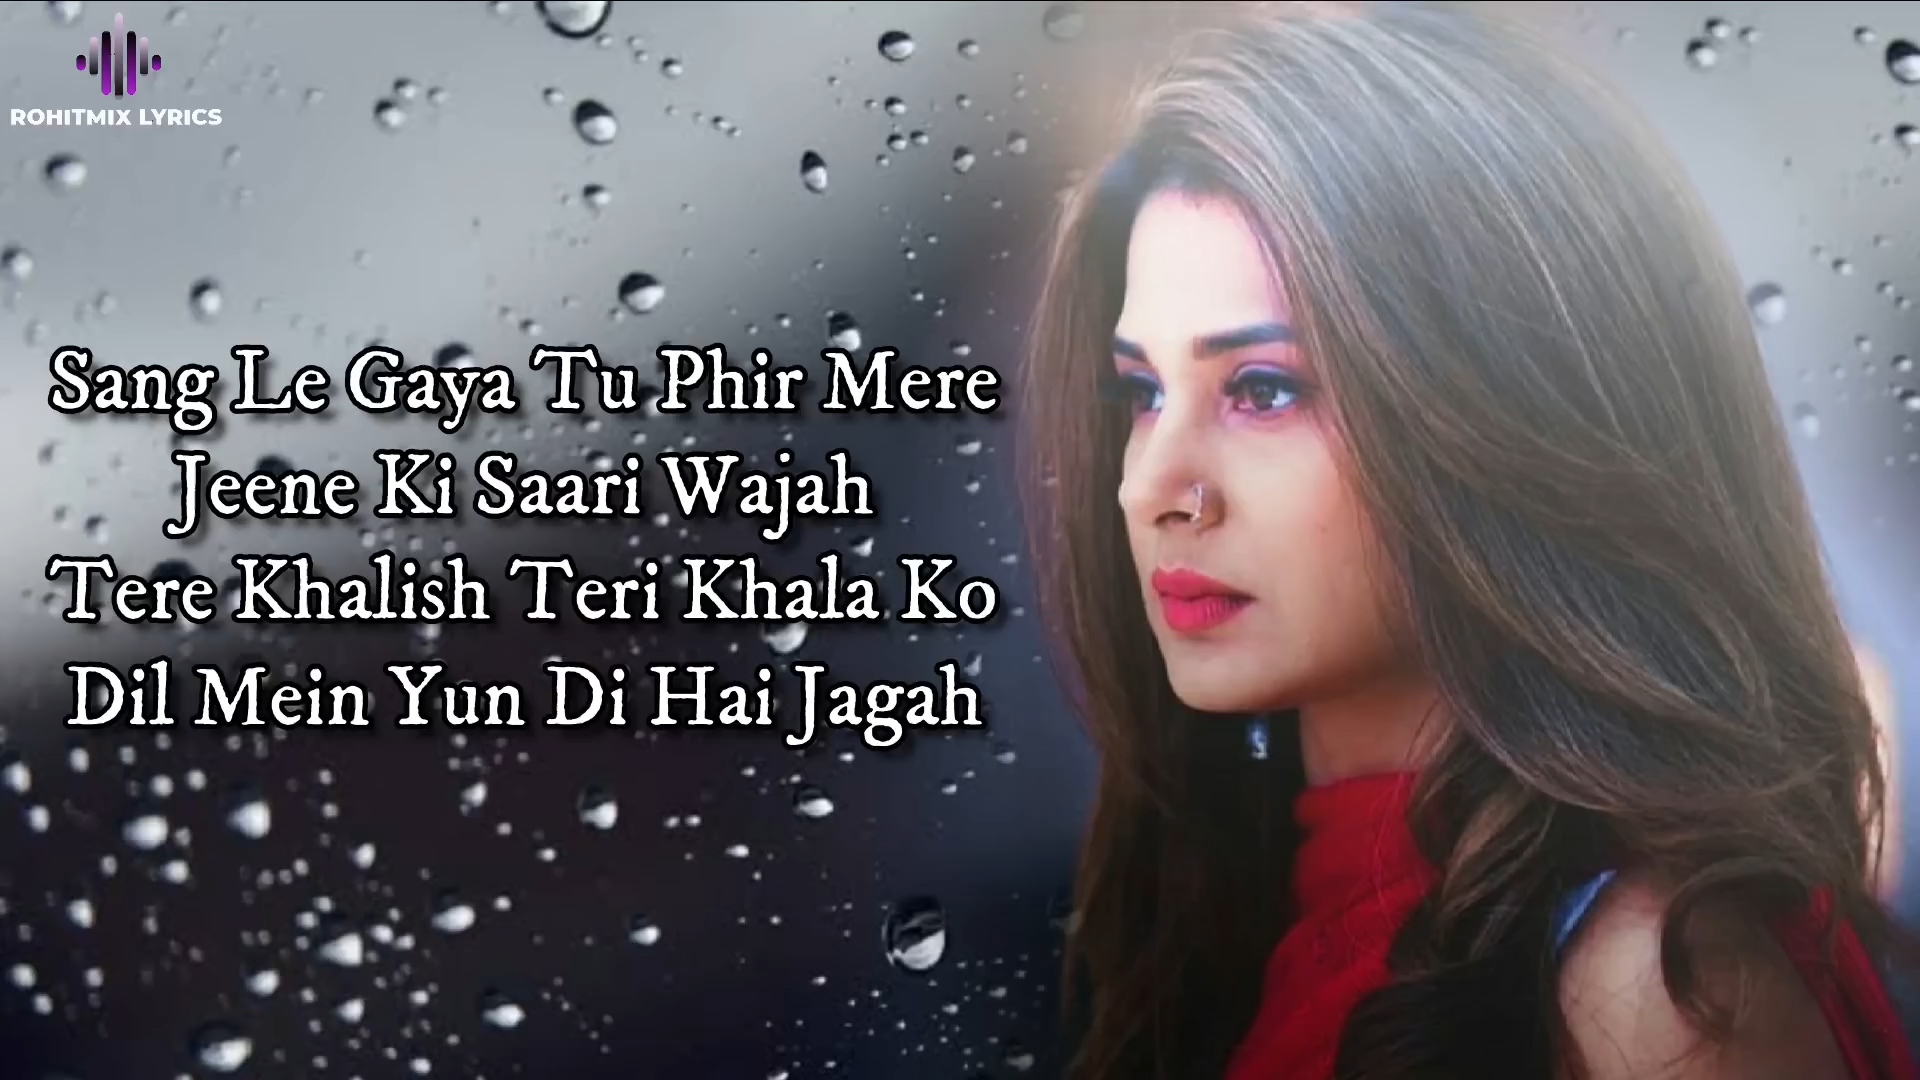 ROHITMIX LYRICS
Sang Le Gaya Tu Phir Mere
Jeene Ki Saari Wajah
Tere Khalish Teri Khala Ko
Dil Mein Yun Di Hai Jagah